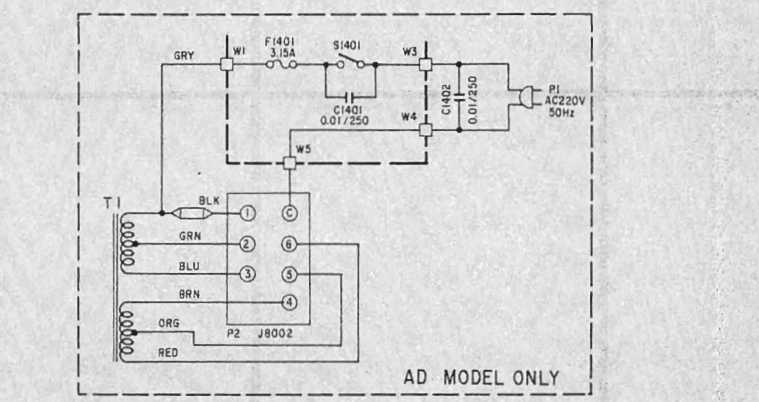 GRY
W1
F1401
3.15A
S1401
W3
C1401
0.01/250
C1402
0.01/250
P1
AC220V
50Hz
W4
W5
T1
BLK
1
C
GRN
2
6
BLU
3
5
BRN
4
ORG
P2 J8002
RED
AD MODEL ONLY